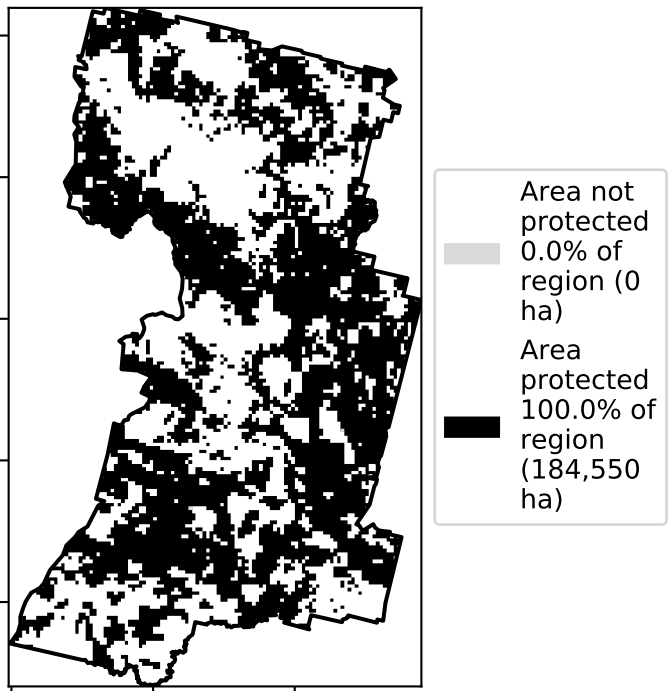 Area not
protected
0.0% of
region (0
ha)
Area
protected
100.0% of
region
(184,550
ha)